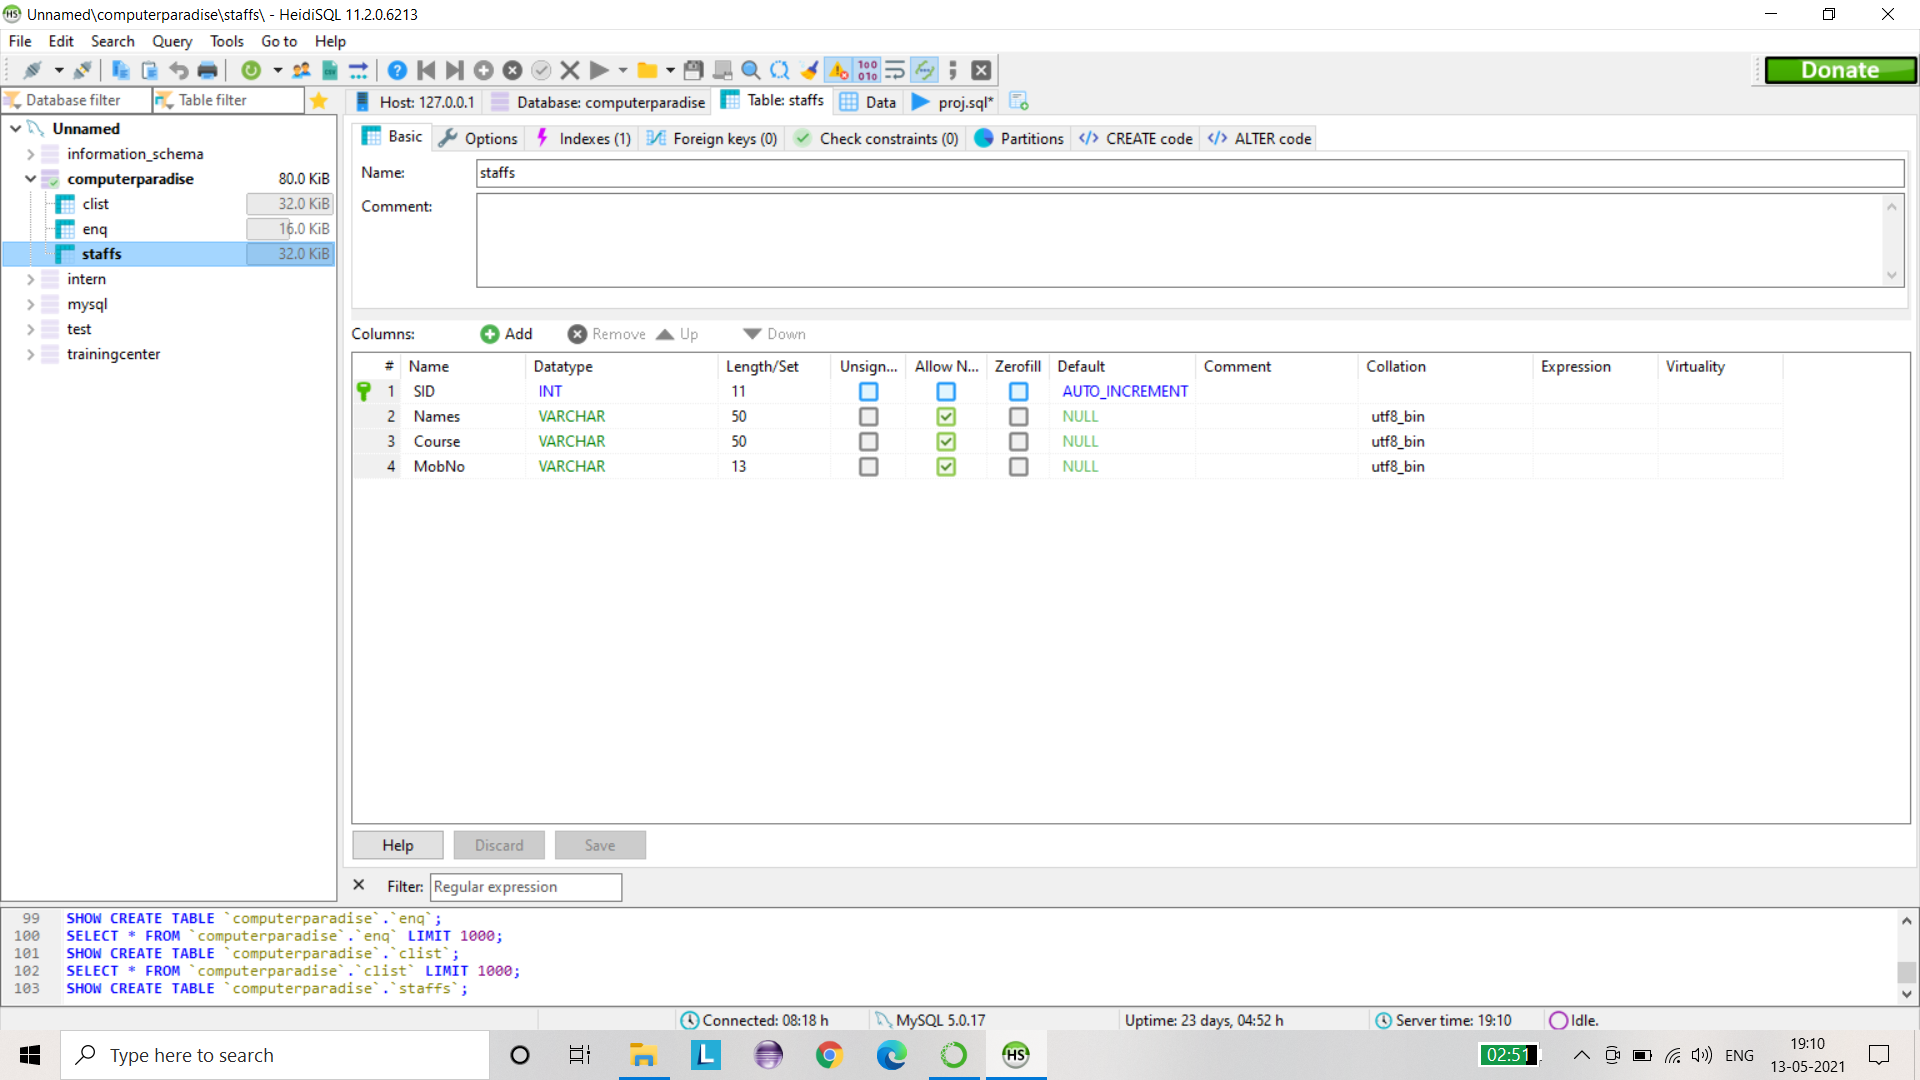 Unnamed\computerparadise\staffs\ - HeidiSQL 11.2.0.6213
File Edit Search Query Tools Go to Help
Donate
Database filter Table filter Host: 127.0.0.1 Database: computerparadise Table: staffs Data proj.sql*
Unnamed
information_schema
computerparadise 80.0 KiB
clist 32.0 KiB
enq 16.0 KiB
staffs 32.0 KiB
intern
mysql
test
trainingcenter
Basic Options Indexes (1) Foreign keys (0) Check constraints (0) Partitions CREATE code ALTER code
Name: staffs
Comment:
Columns: Add Remove Up Down
# Name Datatype Length/Set Unsign... Allow N... Zerofill Default Comment Collation Expression Virtuality
1 SID INT 11 AUTO_INCREMENT
2 Names VARCHAR 50 NULL utf8_bin
3 Course VARCHAR 50 NULL utf8_bin
4 MobNo VARCHAR 13 NULL utf8_bin
Help Discard Save
Filter: Regular expression
99 SHOW CREATE TABLE `computerparadise`.`enq`;
100 SELECT * FROM `computerparadise`.`enq` LIMIT 1000;
101 SHOW CREATE TABLE `computerparadise`.`clist`;
102 SELECT * FROM `computerparadise`.`clist` LIMIT 1000;
103 SHOW CREATE TABLE `computerparadise`.`staffs`;
Connected: 08:18 h MySQL 5.0.17 Uptime: 23 days, 04:52 h Server time: 19:10 Idle.
Type here to search
L
HS
02:51
ENG
19:10
13-05-2021